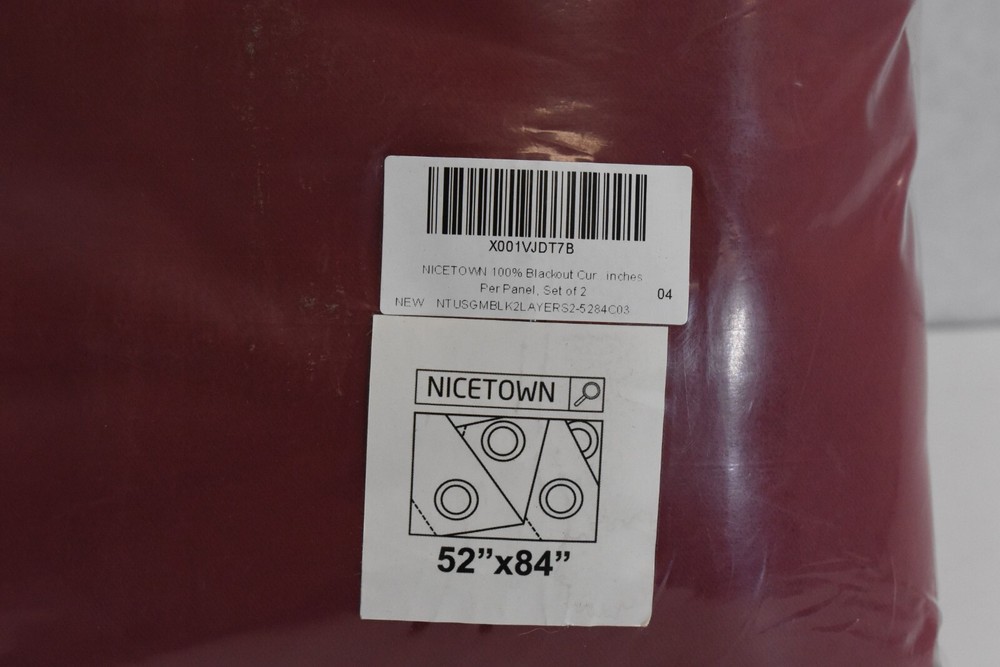 X001VJDT7B
NICETOWN 100% Blackout Cur inches
Per Panel, Set of 2
04
NEW NTUSGMBLK2LAYERS2-5284C03
NICETOWN
52”x84”